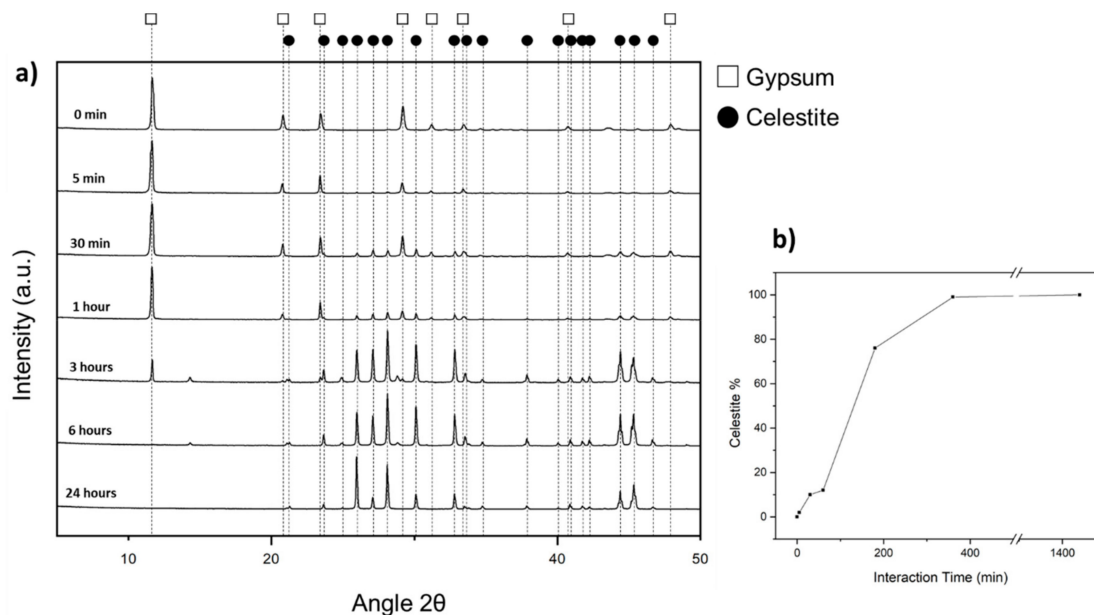 a)
Gypsum
Celestite
0 min
5 min
30 min
1 hour
3 hours
6 hours
24 hours
Intensity (a.u.)
10 20 30 40 50
Angle 2θ
b)
Celestite %
100
80
60
40
20
0
0 200 400 1400
Interaction Time (min)